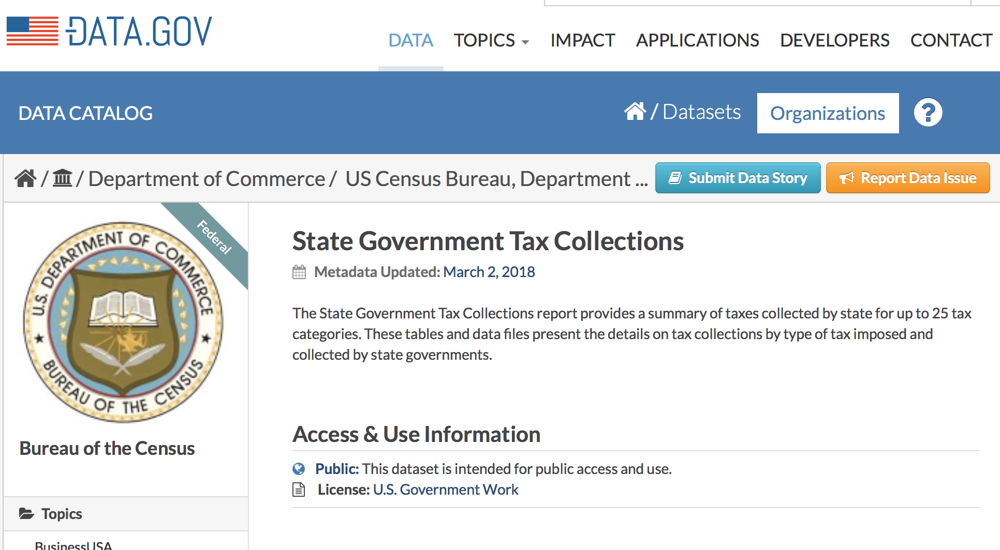 DATA.GOV
DATA TOPICS IMPACT APPLICATIONS DEVELOPERS CONTACT
DATA CATALOG
/ Datasets Organizations ?
/ / Department of Commerce / US Census Bureau, Department ... Submit Data Story Report Data Issue
Federal
U.S. DEPARTMENT OF COMMERCE
BUREAU OF THE CENSUS
Bureau of the Census
Topics
BusinessUSA
State Government Tax Collections
Metadata Updated: March 2, 2018
The State Government Tax Collections report provides a summary of taxes collected by state for up to 25 tax
categories. These tables and data files present the details on tax collections by type of tax imposed and
collected by state governments.
Access & Use Information
Public: This dataset is intended for public access and use.
License: U.S. Government Work